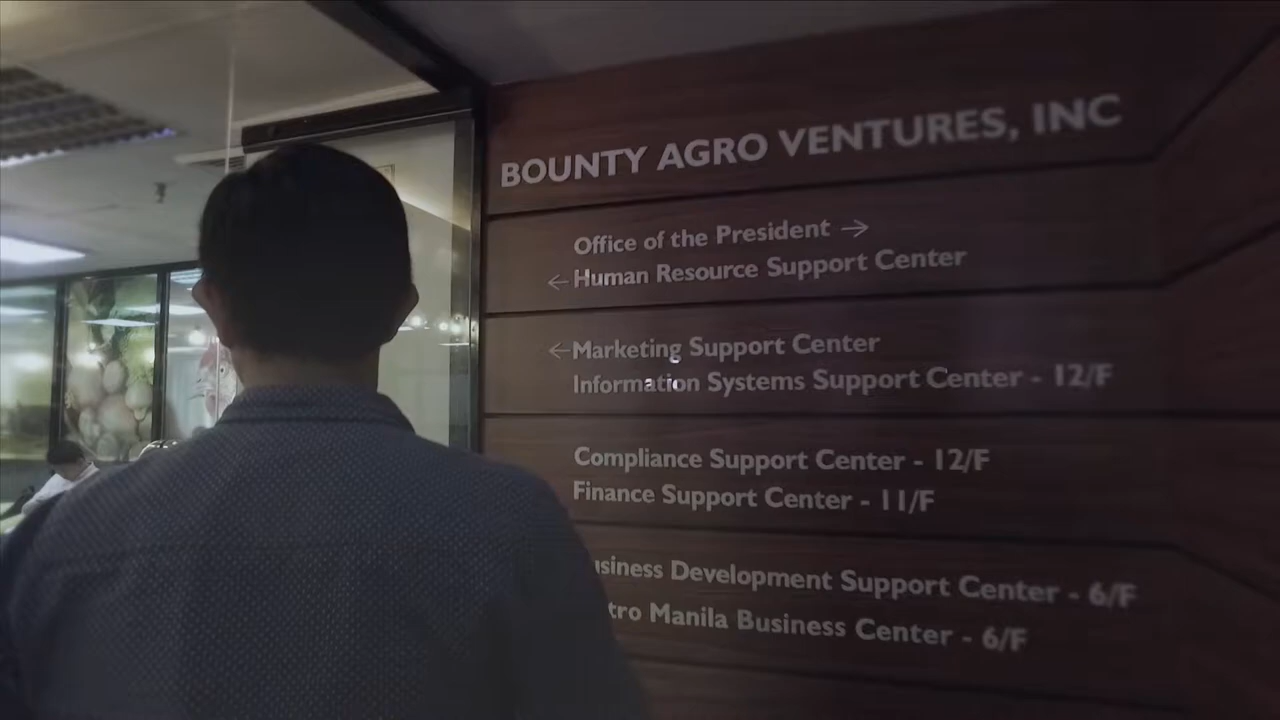 BOUNTY AGRO VENTURES, INC
Office of the President →
← Human Resource Support Center
← Marketing Support Center
Information Systems Support Center - 12/F
Compliance Support Center - 12/F
Finance Support Center - 11/F
Development Support Center - 6/F
Manila Business Center - 6/F